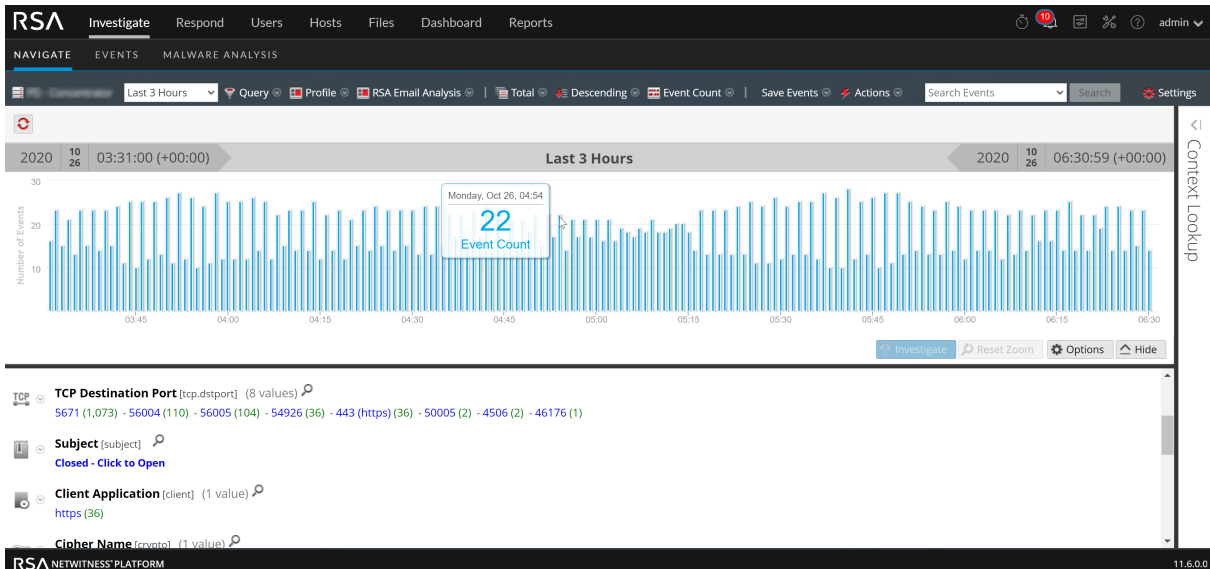 RSA Investigate Respond Users Hosts Files Dashboard Reports 10 admin
NAVIGATE EVENTS MALWARE ANALYSIS
Last 3 Hours Query Profile RSA Email Analysis | Total Descending Event Count | Save Events Actions Search Events Search Settings
2020 10 26 03:31:00 (+00:00) Last 3 Hours 2020 10 26 06:30:59 (+00:00)
Context Lookup
Number of Events
30
20
10
Monday, Oct 26, 04:54
22
Event Count
03:45 04:00 04:15 04:30 04:45 05:00 05:15 05:30 05:45 06:00 06:15 06:30
Investigate Reset Zoom Options Hide
TCP TCP Destination Port [tcp.dstport] (8 values)
5671 (1,073) - 56004 (110) - 56005 (104) - 54926 (36) - 443 (https) (36) - 50005 (2) - 4506 (2) - 46176 (1)
Subject [subject]
Closed - Click to Open
Client Application [client] (1 value)
https (36)
Cipher Name [crypto] (1 value)
RSA NETWITNESS® PLATFORM 11.6.0.0